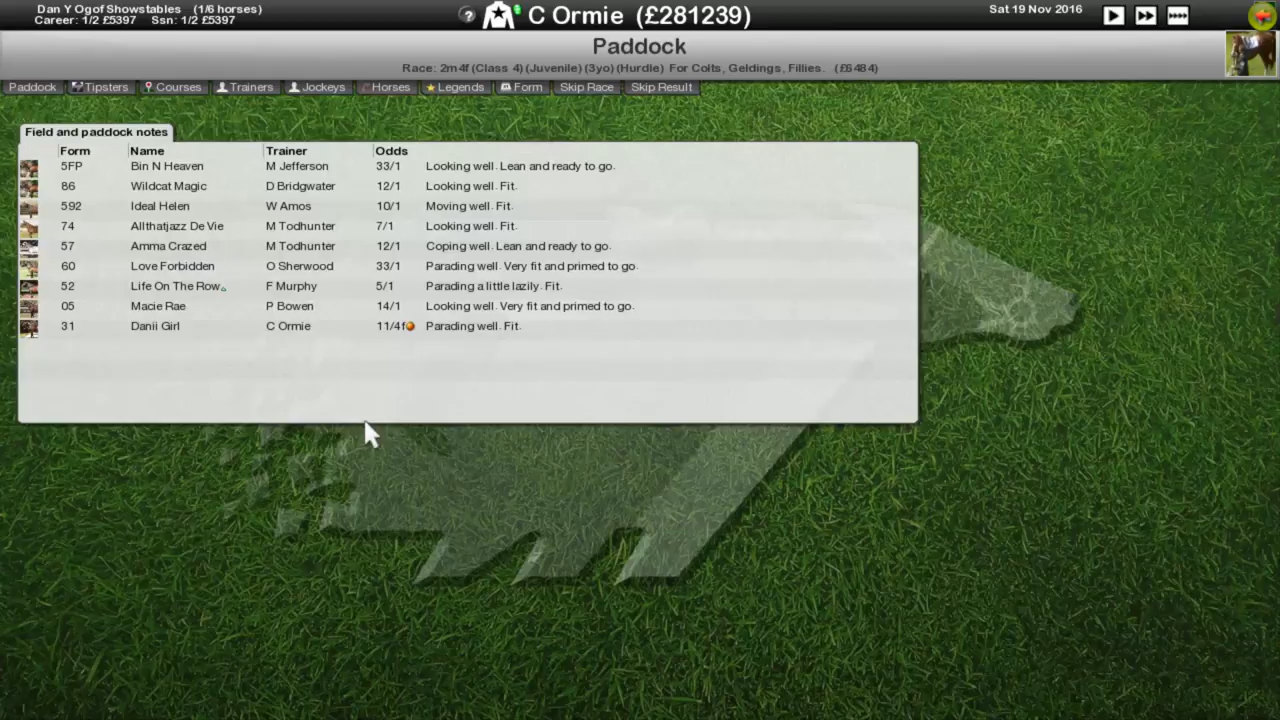 Dan Y Ogof Showstables (1/6 horses)
Career: 1/2 £5397 Ssn: 1/2 £5397
? C Ormie (£281239)
Sat 19 Nov 2016
Paddock
Race: 2m4f (Class 4) (Juvenile) (3yo) (Hurdle) For Colts, Geldings, Fillies. (£6484)
Paddock Tipsters Courses Trainers Jockeys Horses Legends Form Skip Race Skip Result
Field and paddock notes
Form Name Trainer Odds
5FP Bin N Heaven M Jefferson 33/1 Looking well. Lean and ready to go.
86 Wildcat Magic D Bridgwater 12/1 Looking well. Fit.
592 Ideal Helen W Amos 10/1 Moving well. Fit.
74 Allthatjazz De Vie M Todhunter 7/1 Looking well. Fit.
57 Amma Crazed M Todhunter 12/1 Coping well. Lean and ready to go.
60 Love Forbidden O Sherwood 33/1 Parading well. Very fit and primed to go.
52 Life On The Row F Murphy 5/1 Parading a little lazily. Fit.
05 Macie Rae P Bowen 14/1 Looking well. Very fit and primed to go.
31 Danii Girl C Ormie 11/4f Parading well. Fit.